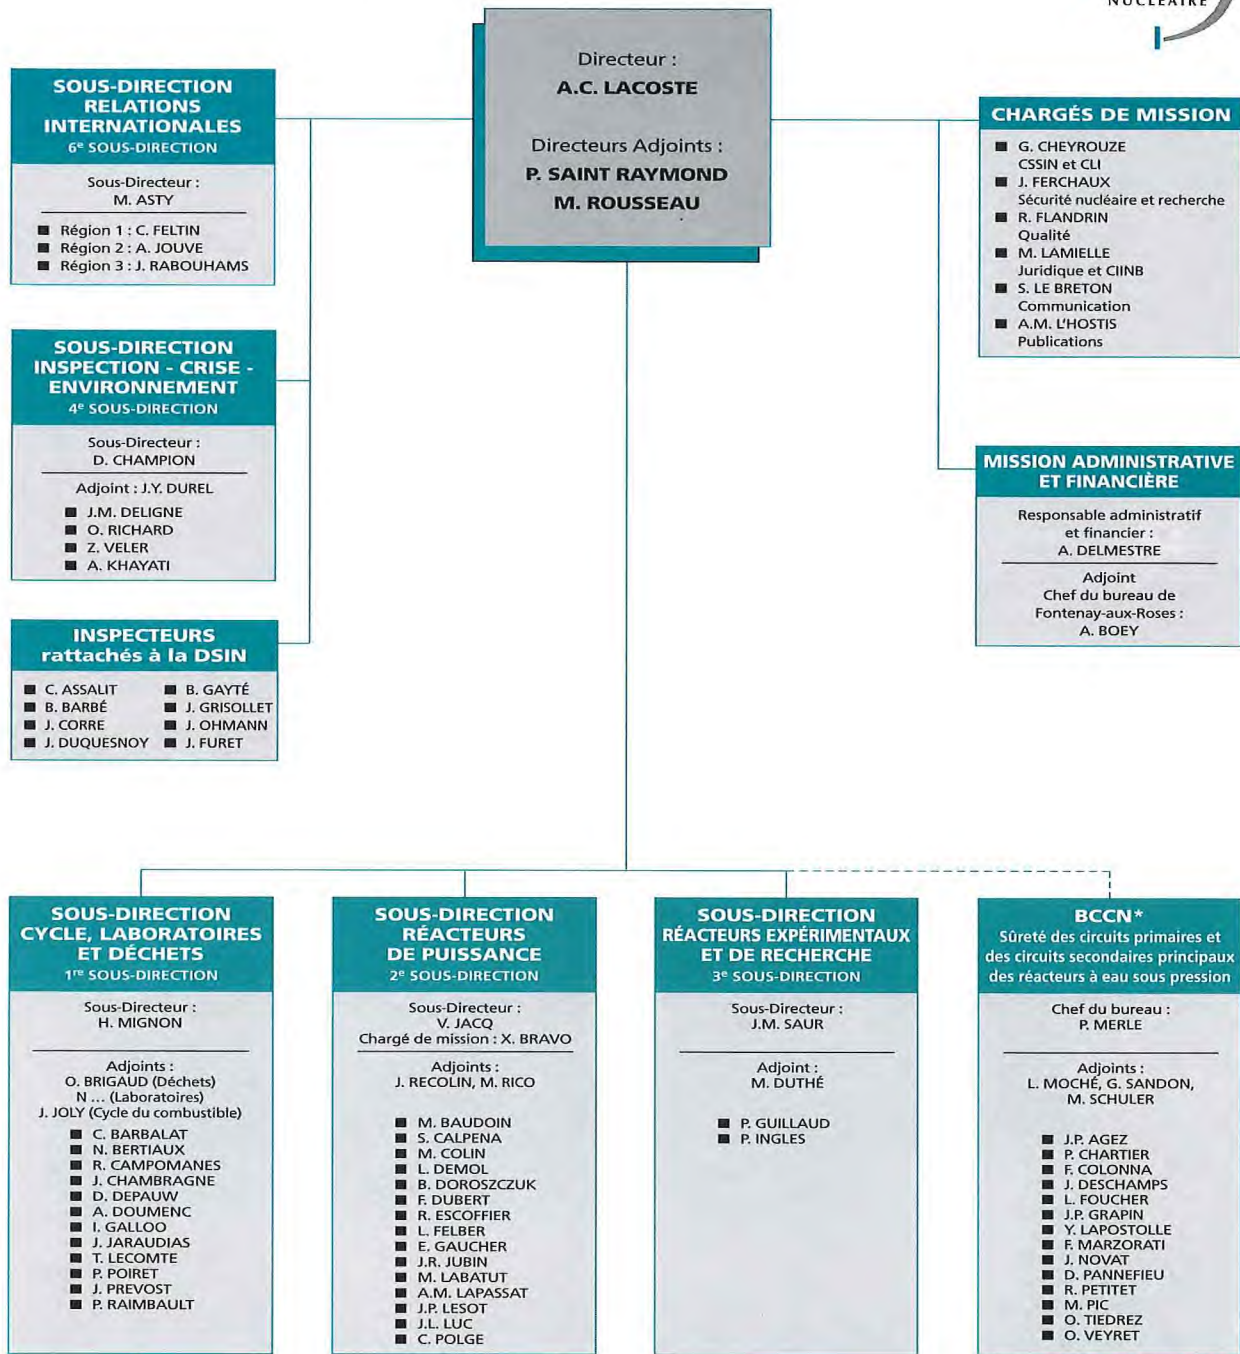 NUCLÉAIRE
Directeur :
A.C. LACOSTE
Directeurs Adjoints :
P. SAINT RAYMOND
M. ROUSSEAU
SOUS-DIRECTION
RELATIONS
INTERNATIONALES
6e SOUS-DIRECTION
Sous-Directeur :
M. ASTY
■ Région 1 : C. FELTIN
■ Région 2 : A. JOUVE
■ Région 3 : J. RABOUHAMS
SOUS-DIRECTION
INSPECTION - CRISE -
ENVIRONNEMENT
4e SOUS-DIRECTION
Sous-Directeur :
D. CHAMPION
Adjoint : J.Y. DUREL
■ J.M. DELIGNE
■ O. RICHARD
■ Z. VELER
■ A. KHAYATI
INSPECTEURS
rattachés à la DSIN
■ C. ASSALIT
■ B. BARBÉ
■ J. CORRE
■ J. DUQUESNOY
■ B. GAYTÉ
■ J. GRISOLLET
■ J. OHMANN
■ J. FURET
CHARGÉS DE MISSION
■ G. CHEYROUZE
CSSIN et CLI
■ J. FERCHAUX
Sécurité nucléaire et recherche
■ R. FLANDRIN
Qualité
■ M. LAMIELLE
Juridique et CIINB
■ S. LE BRETON
Communication
■ A.M. L'HOSTIS
Publications
MISSION ADMINISTRATIVE
ET FINANCIÈRE
Responsable administratif
et financier :
A. DELMESTRE
Adjoint
Chef du bureau de
Fontenay-aux-Roses :
A. BOEY
SOUS-DIRECTION
CYCLE, LABORATOIRES
ET DÉCHETS
1re SOUS-DIRECTION
Sous-Directeur :
H. MIGNON
Adjoints :
O. BRIGAUD (Déchets)
N ... (Laboratoires)
J. JOLY (Cycle du combustible)
■ C. BARBALAT
■ N. BERTIAUX
■ R. CAMPOMANES
■ J. CHAMBRAGNE
■ D. DEPAUW
■ A. DOUMENC
■ I. GALLOO
■ J. JARAUDIAS
■ T. LECOMTE
■ P. POIRET
■ J. PREVOST
■ P. RAIMBAULT
SOUS-DIRECTION
RÉACTEURS
DE PUISSANCE
2e SOUS-DIRECTION
Sous-Directeur :
V. JACQ
Chargé de mission : X. BRAVO
Adjoints :
J. RECOLIN, M. RICO
■ M. BAUDOIN
■ S. CALPENA
■ M. COLIN
■ L. DEMOL
■ B. DOROSZCZUK
■ F. DUBERT
■ R. ESCOFFIER
■ L. FELBER
■ E. GAUCHER
■ J.R. JUBIN
■ M. LABATUT
■ A.M. LAPASSAT
■ J.P. LESOT
■ J.L. LUC
■ C. POLGE
SOUS-DIRECTION
RÉACTEURS EXPÉRIMENTAUX
ET DE RECHERCHE
3e SOUS-DIRECTION
Sous-Directeur :
J.M. SAUR
Adjoint :
M. DUTHÉ
■ P. GUILLAUD
■ P. INGLES
BCCN*
Sûreté des circuits primaires et
des circuits secondaires principaux
des réacteurs à eau sous pression
Chef du bureau :
P. MERLE
Adjoints :
L. MOCHÉ, G. SANDON,
M. SCHULER
■ J.P. AGEZ
■ P. CHARTIER
■ F. COLONNA
■ J. DESCHAMPS
■ L. FOUCHER
■ J.P. GRAPIN
■ Y. LAPOSTOLLE
■ F. MARZORATI
■ J. NOVAT
■ D. PANNEFIEU
■ R. PETITET
■ M. PIC
■ O. TIEDREZ
■ O. VEYRET